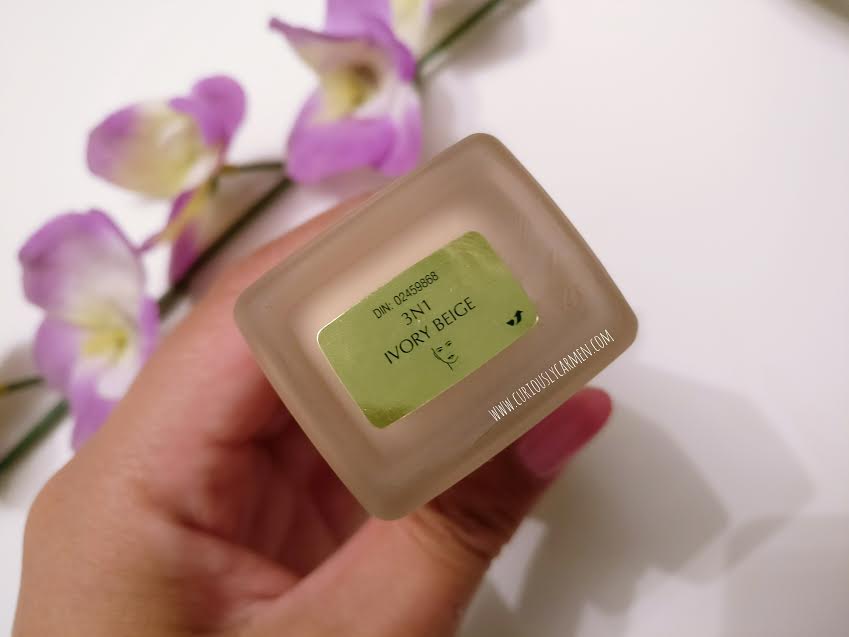 DIN: 02459868
3N1
IVORY BEIGE
WWW.CURIOUSLYCARMEN.COM